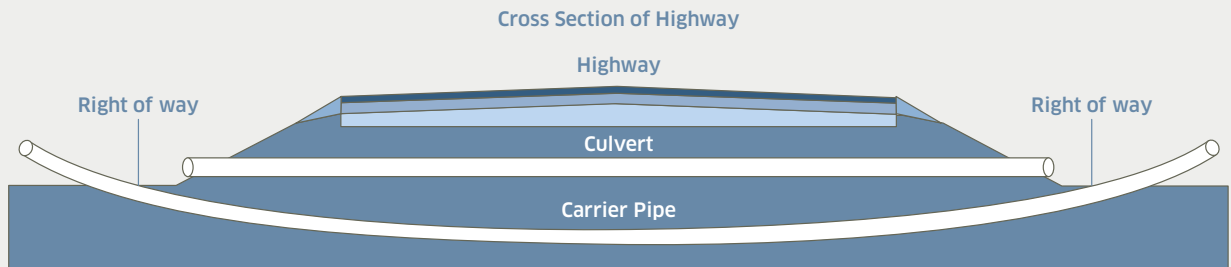 Cross Section of Highway
Highway
Right of way
Right of way
Culvert
Carrier Pipe